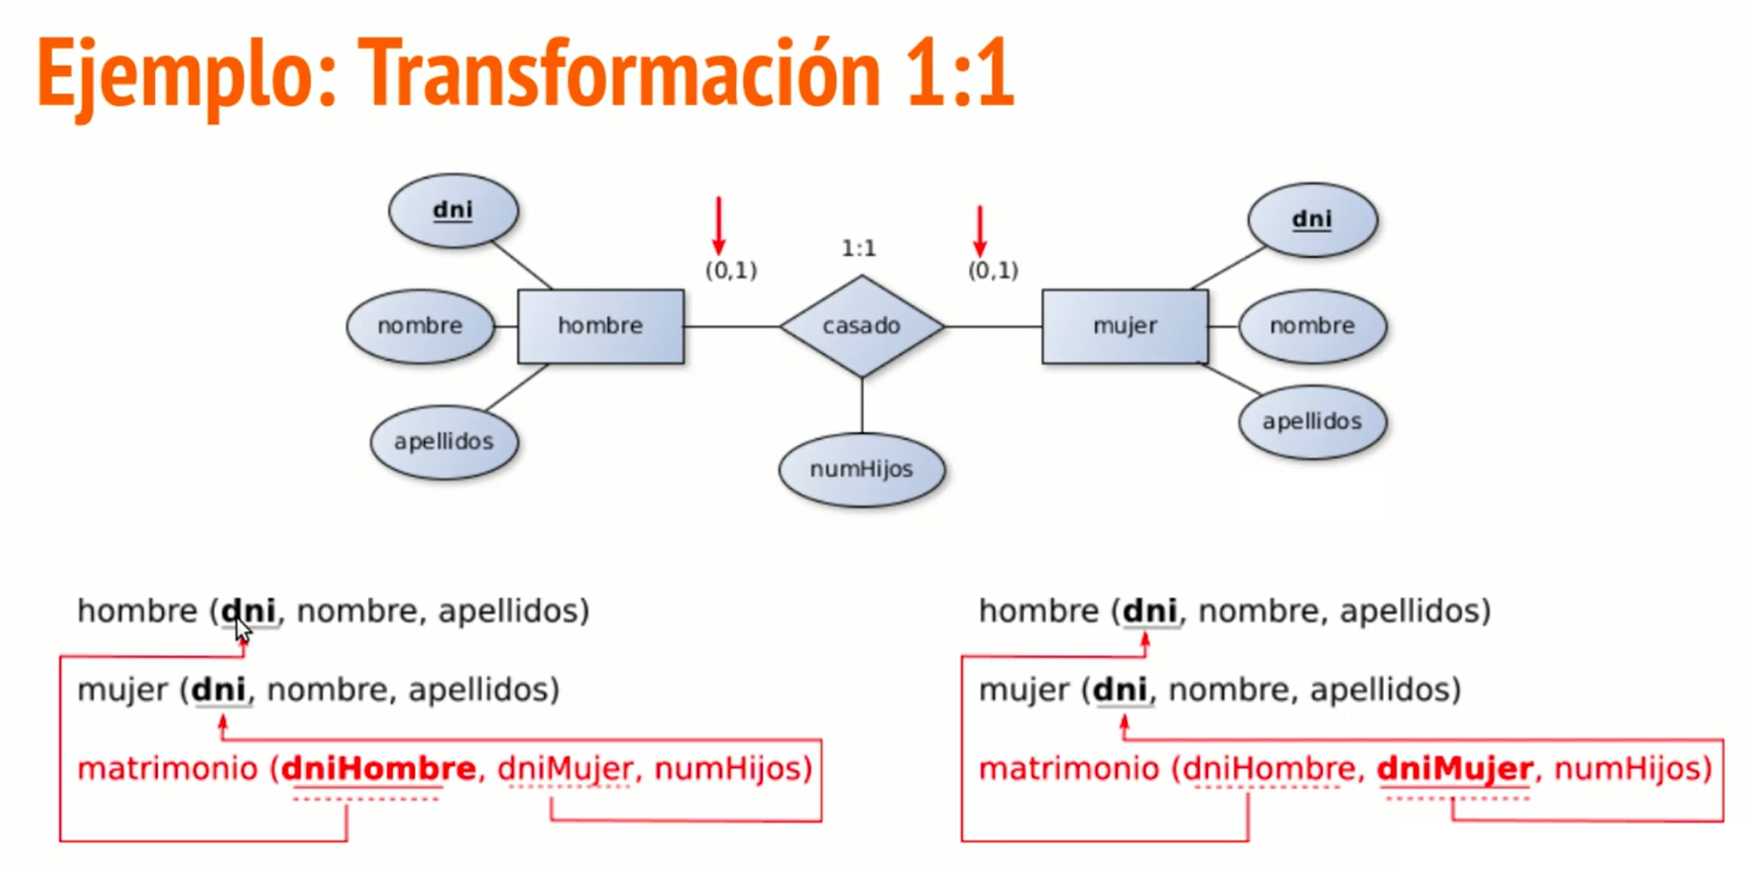 Ejemplo: Transformación 1:1
dni
dni
1:1
(0,1)
(0,1)
nombre
hombre
casado
mujer
nombre
apellidos
apellidos
numHijos
hombre (dni, nombre, apellidos)
mujer (dni, nombre, apellidos)
matrimonio (dniHombre, dniMujer, numHijos)
hombre (dni, nombre, apellidos)
mujer (dni, nombre, apellidos)
matrimonio (dniHombre, dniMujer, numHijos)